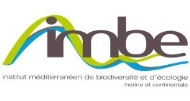 imbe
Institut méditerranéen de biodiversité et d'écologie
marine et continentale